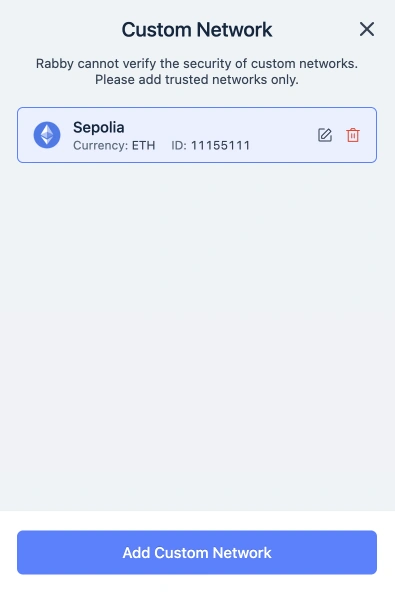 Custom Network
Rabby cannot verify the security of custom networks.
Please add trusted networks only.
Sepolia
Currency: ETH ID: 11155111
Add Custom Network